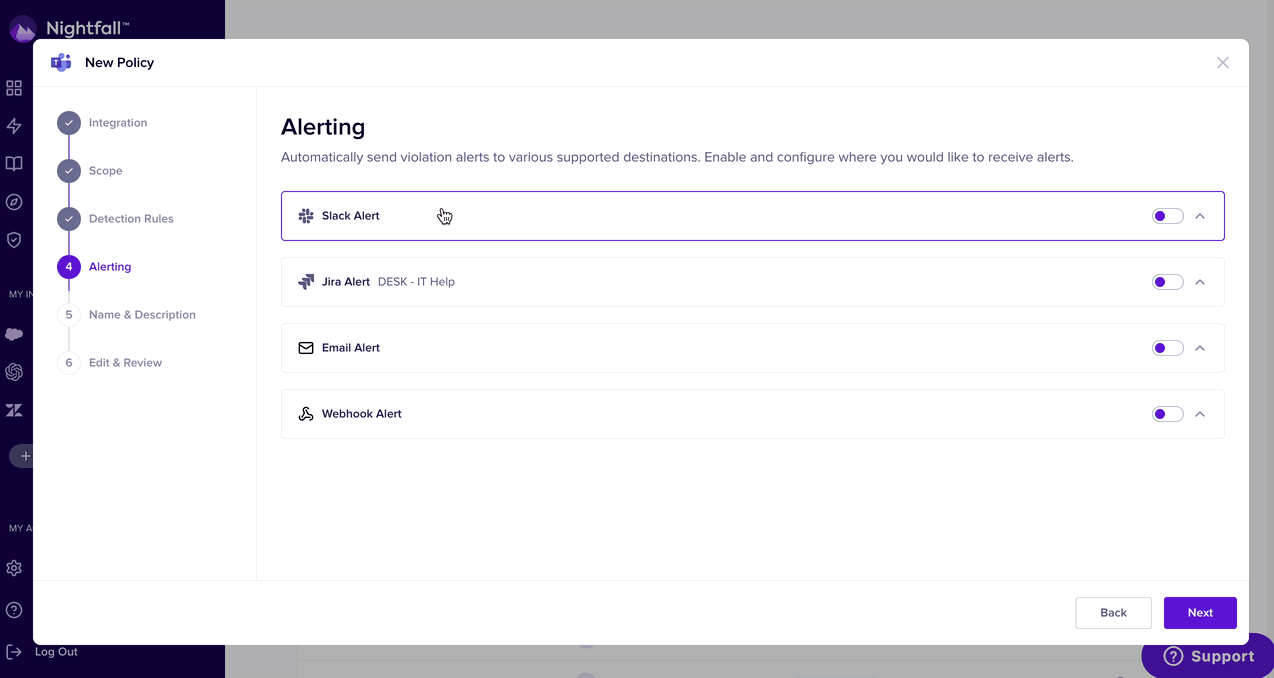 Nightfall™
New Policy
Integration
Scope
Detection Rules
4 Alerting
5 Name & Description
6 Edit & Review
Alerting
Automatically send violation alerts to various supported destinations. Enable and configure where you would like to receive alerts.
Slack Alert
Jira Alert DESK - IT Help
Email Alert
Webhook Alert
MY IN
MY A
Back
Next
Log Out
Support